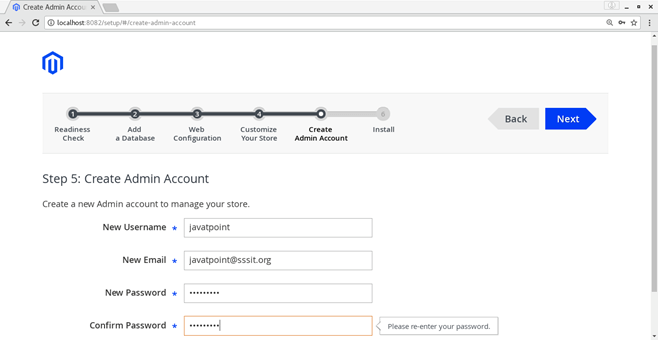 Create Admin Accou
localhost:8082/setup/#/create-admin-account
1 2 3 4 6
Readiness Check
Add a Database
Web Configuration
Customize Your Store
Create Admin Account
Install
Back
Next
Step 5: Create Admin Account
Create a new Admin account to manage your store.
New Username * javatpoint
New Email * javatpoint@sssit.org
New Password * •••••••••
Confirm Password * •••••••••
Please re-enter your password.